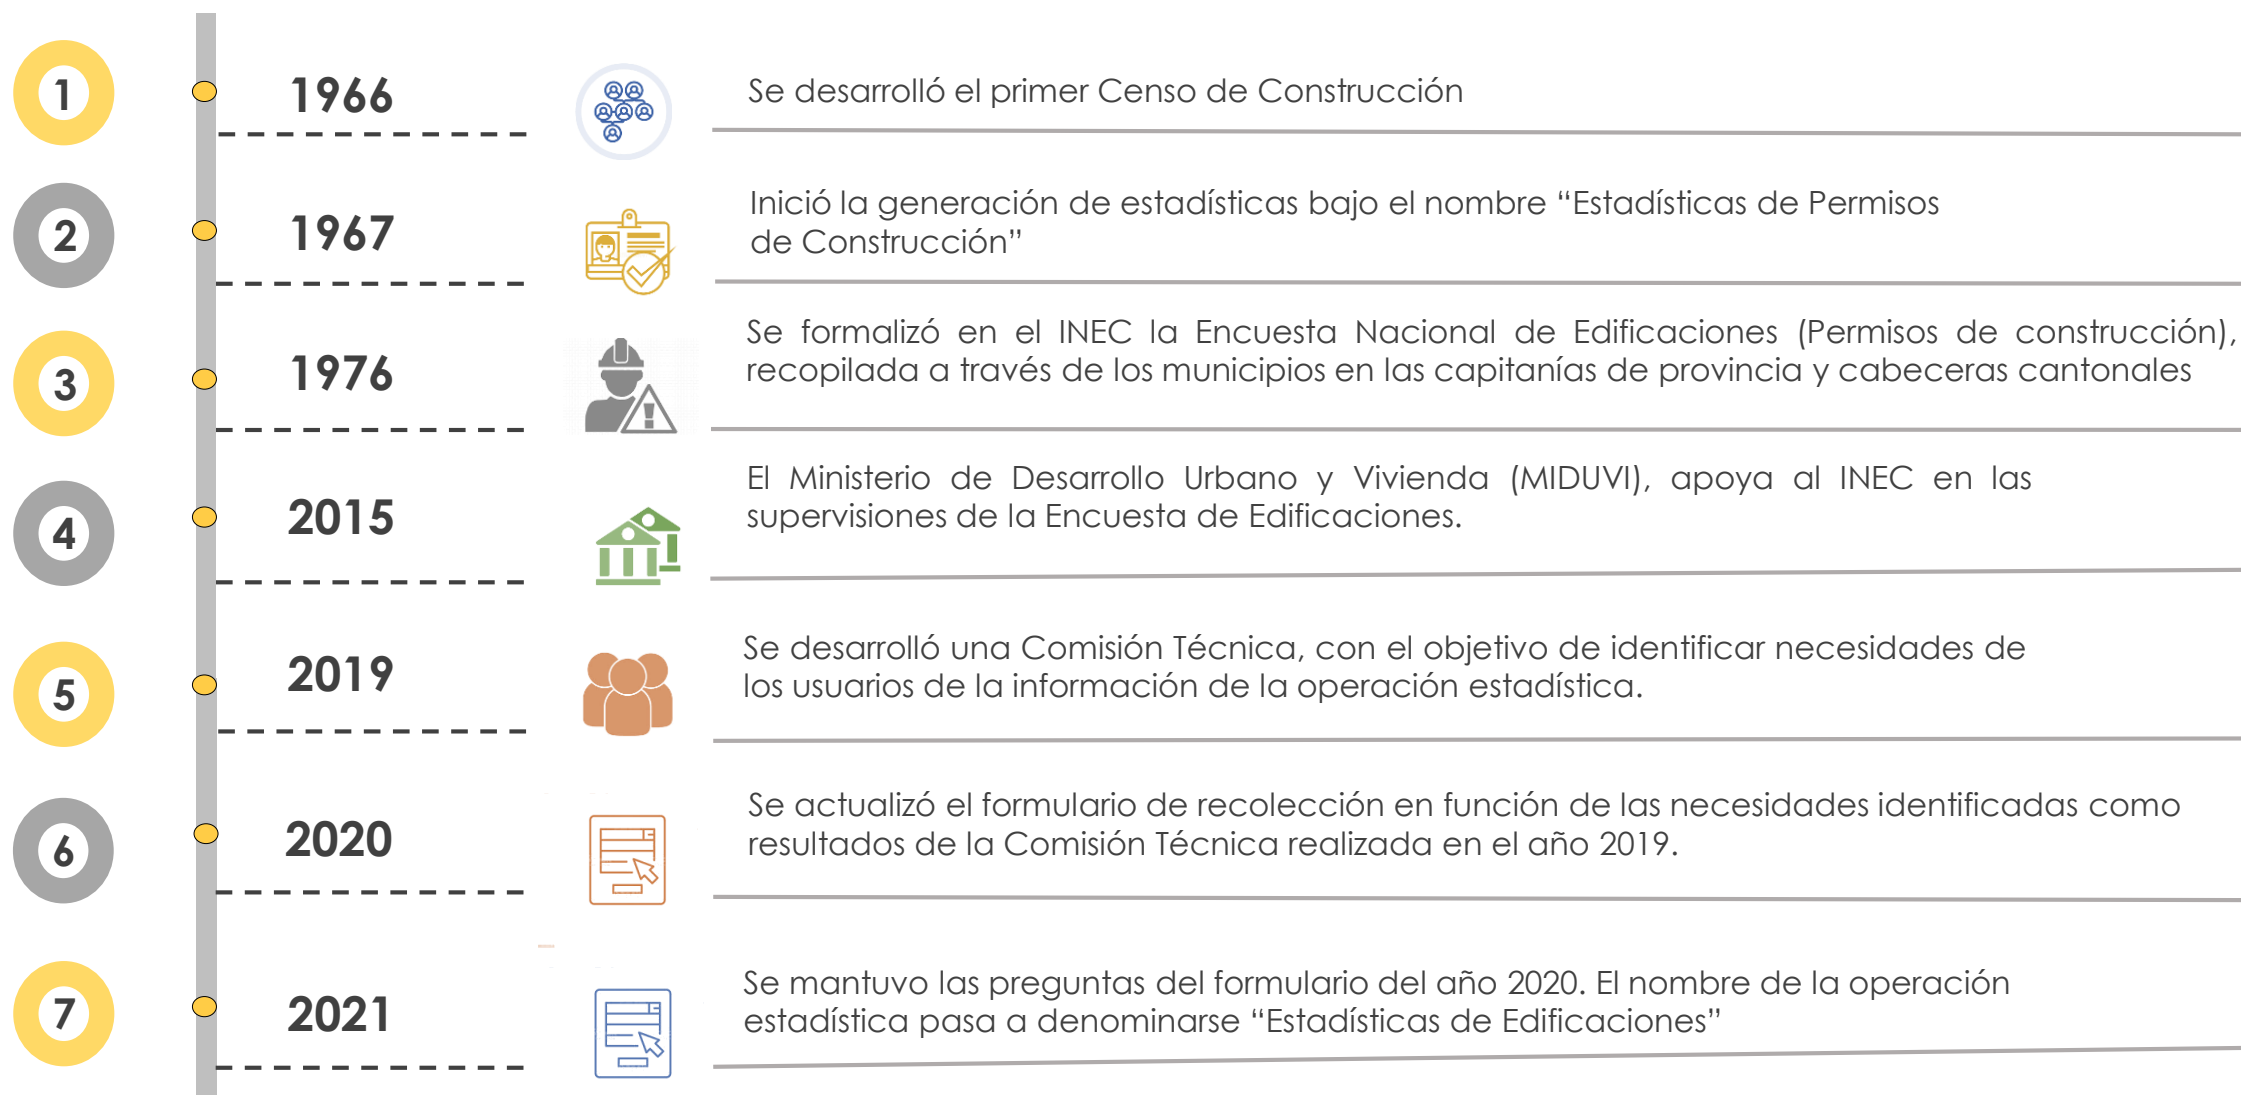 1
1966
Se desarrolló el primer Censo de Construcción
2
1967
Inició la generación de estadísticas bajo el nombre “Estadísticas de Permisos
de Construcción”
3
1976
Se formalizó en el INEC la Encuesta Nacional de Edificaciones (Permisos de construcción),
recopilada a través de los municipios en las capitanías de provincia y cabeceras cantonales
4
2015
El Ministerio de Desarrollo Urbano y Vivienda (MIDUVI), apoya al INEC en las
supervisiones de la Encuesta de Edificaciones.
5
2019
Se desarrolló una Comisión Técnica, con el objetivo de identificar necesidades de
los usuarios de la información de la operación estadística.
6
2020
Se actualizó el formulario de recolección en función de las necesidades identificadas como
resultados de la Comisión Técnica realizada en el año 2019.
7
2021
Se mantuvo las preguntas del formulario del año 2020. El nombre de la operación
estadística pasa a denominarse “Estadísticas de Edificaciones”